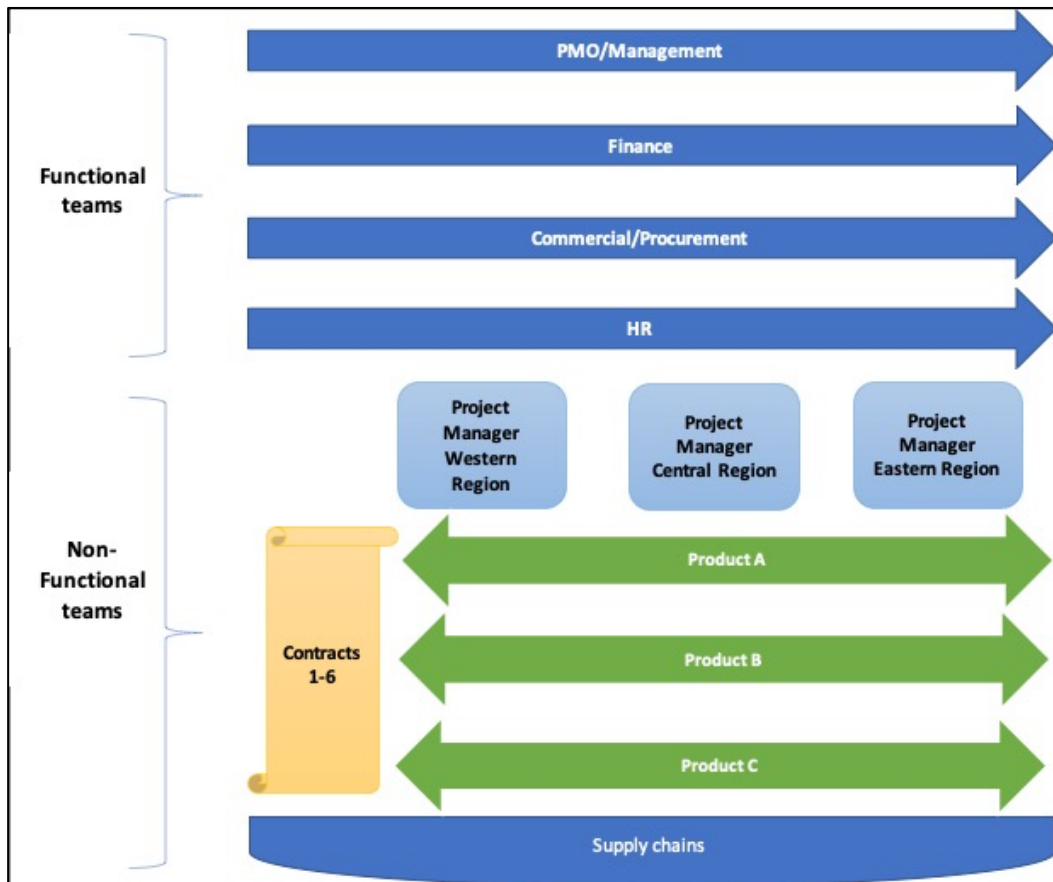 PMO/Management
Finance
Functional
teams
Commercial/Procurement
HR
Project
Manager
Western
Region
Project
Manager
Central Region
Project
Manager
Eastern Region
Non-
Functional
teams
Contracts
1-6
Product A
Product B
Product C
Supply chains